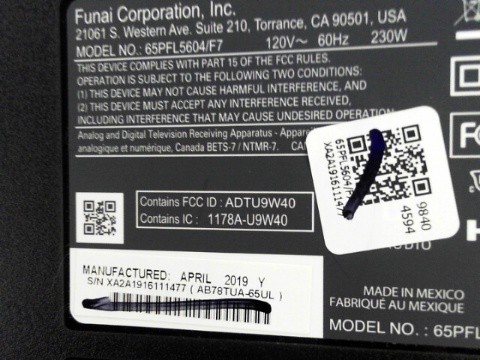 Funai Corporation, Inc.
21061 S. Western Ave. Suite 210, Torrance, CA 90501, USA
MODEL NO.: 65PFL5604/F7 120V~ 60Hz 230W
THIS DEVICE COMPLIES WITH PART 15 OF THE FCC RULES.
OPERATION IS SUBJECT TO THE FOLLOWING TWO CONDITIONS:
(1) THIS DEVICE MAY NOT CAUSE HARMFUL INTERFERENCE, AND
(2) THIS DEVICE MUST ACCEPT ANY INTERFERENCE RECEIVED,
INCLUDING INTERFERENCE THAT MAY CAUSE UNDESIRED OPERATION.
Analog and Digital Television Receiving Apparatus -
analogique et numérique, Canada BETS-7 / NTMR-7.
9840
4594
Contains FCC ID : ADTU9W40
Contains IC : 1178A-U9W40
MANUFACTURED: APRIL 2019 Y
S/N XA2A1916111477 ( AB78TUA-65UL )
MADE IN MEXICO
FABRIQUÉ AU MEXIQUE
MODEL NO. : 65PFL